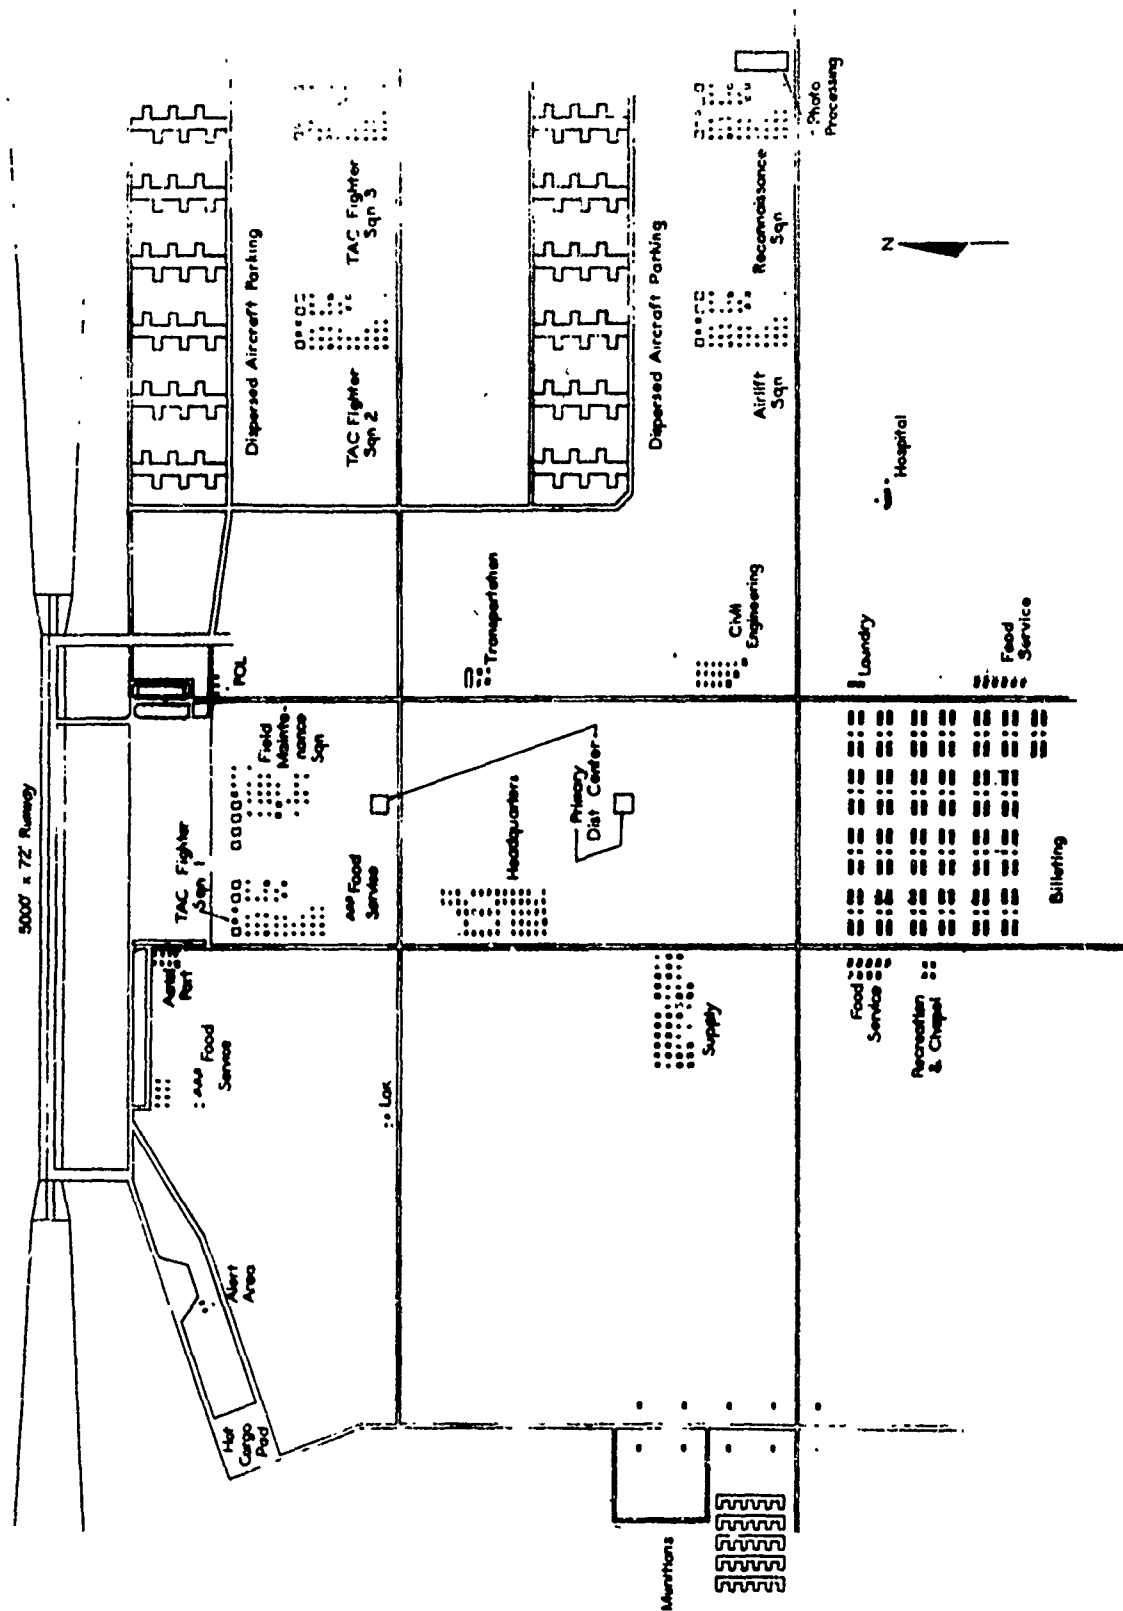 5000' x 72' Runway
Hot
Cargo
Pad
Alert
Area
Food
Service
Aerial
Port
TAC Fighter
Sqn 1
Field
Mainte-
nance
Sqn
POL
Dispersed Aircraft Parking
Lox
Food
Service
TAC Fighter
Sqn 2
TAC Fighter
Sqn 3
Headquarters
Transportation
Primary
Dist Center
Dispersed Aircraft Parking
Munitions
Supply
Civil
Engineering
Airlift
Sqn
Reconnaissance
Sqn
Photo
Processing
N
Food
Service
Recreation
& Chapel
Billeting
Laundry
Food
Service
Hospital